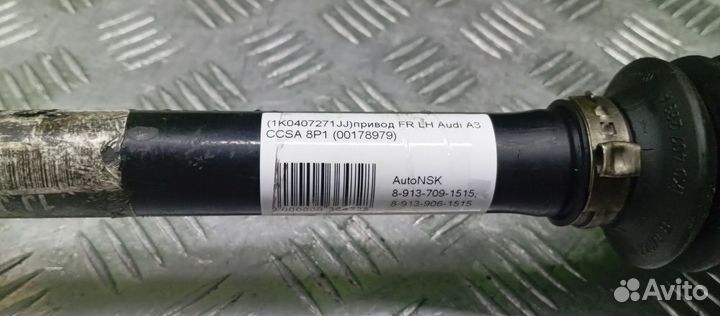 (1K0407271JJ)привод FR LH Audi A3
CCSA 8P1 (00178979)
AutoNSK
8-913-709-1515,
8-913-906-1515
Avito